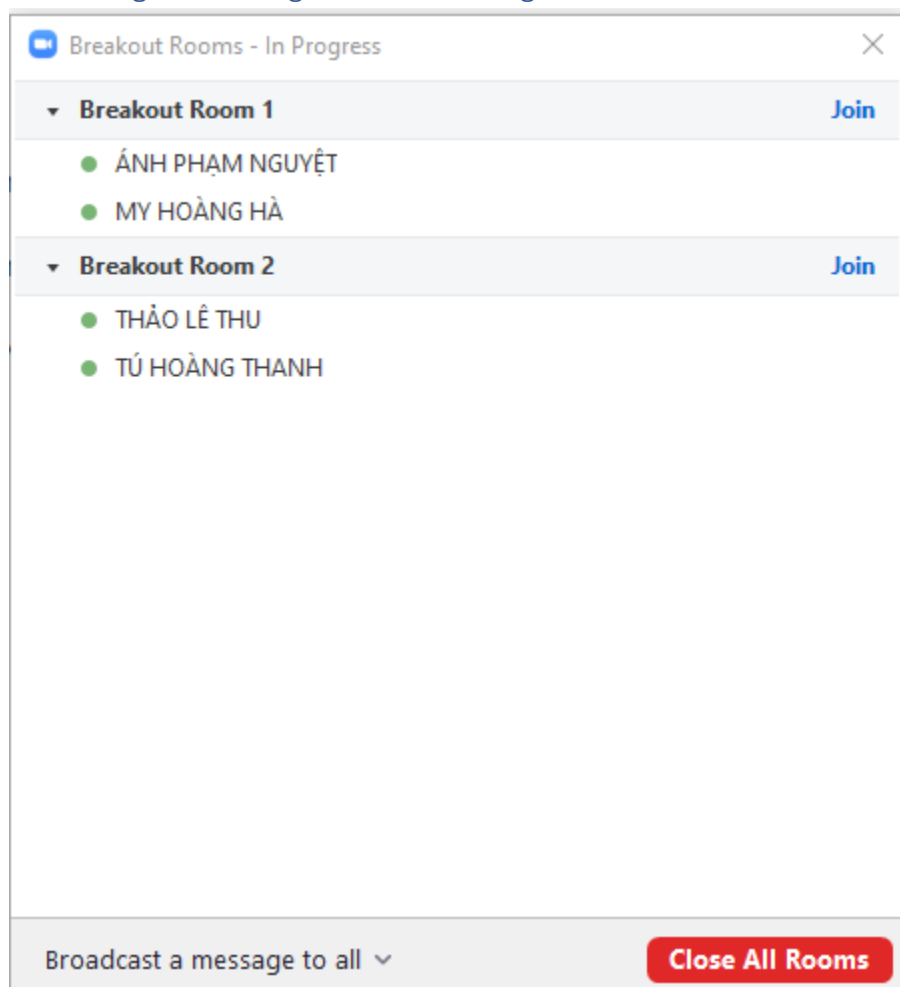 Breakout Rooms - In Progress
Breakout Room 1 Join
ÁNH PHẠM NGUYỆT
MY HOÀNG HÀ
Breakout Room 2 Join
THẢO LÊ THU
TÚ HOÀNG THANH
Broadcast a message to all Close All Rooms